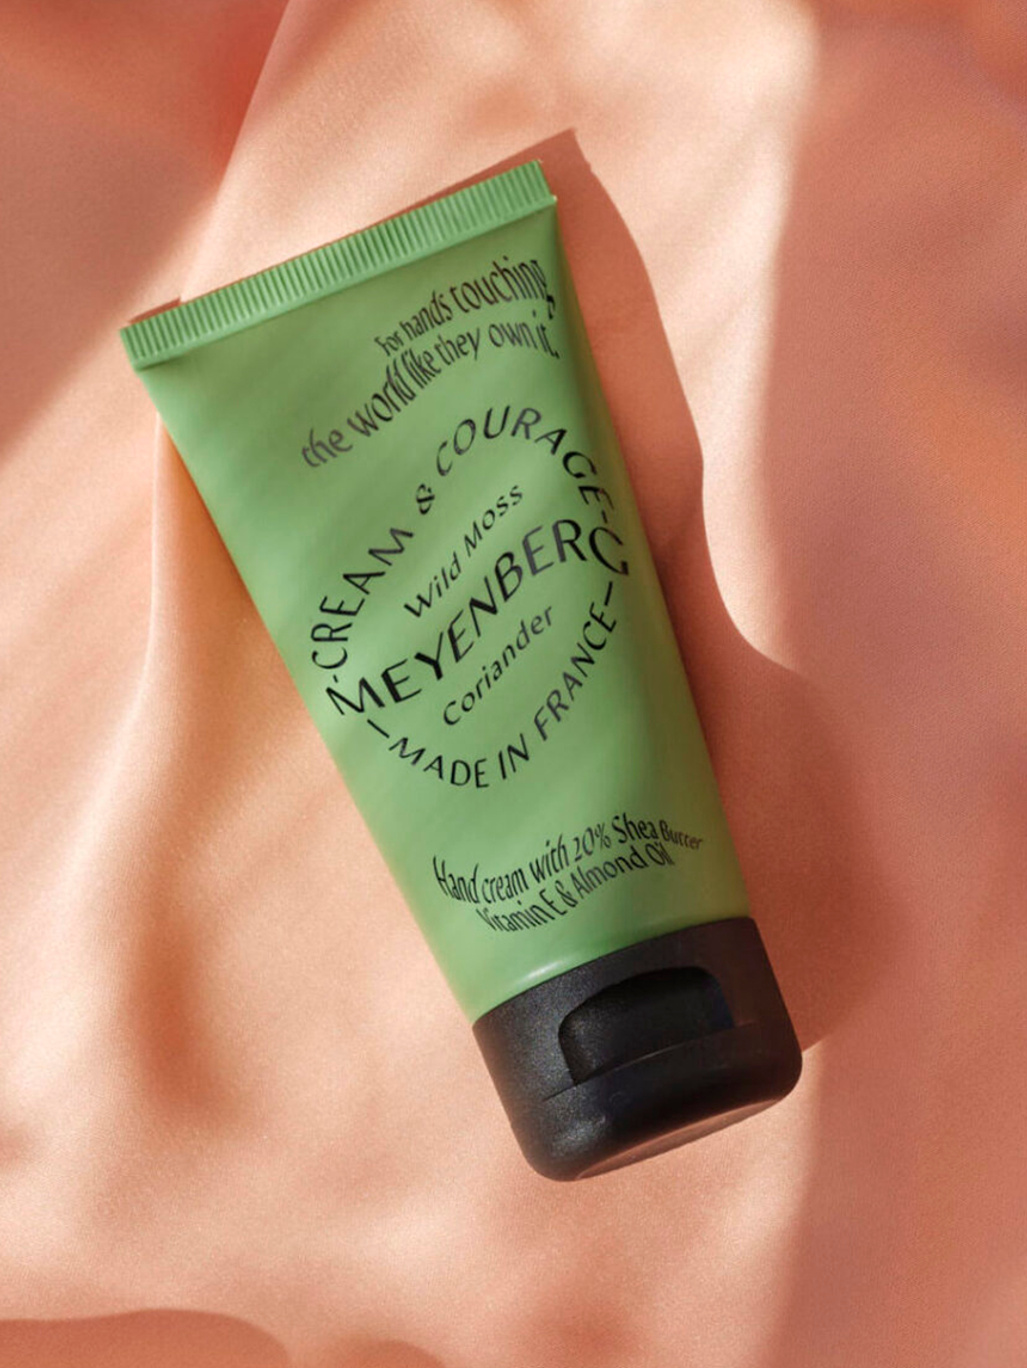 For hands touching
the world like they own it.
-CREAM & COURAGE-
Wild Moss
MEYENBERG
Coriander
—MADE IN FRANCE—
Hand cream with 20% Shea Butter
Vitamin E & Almond Oil